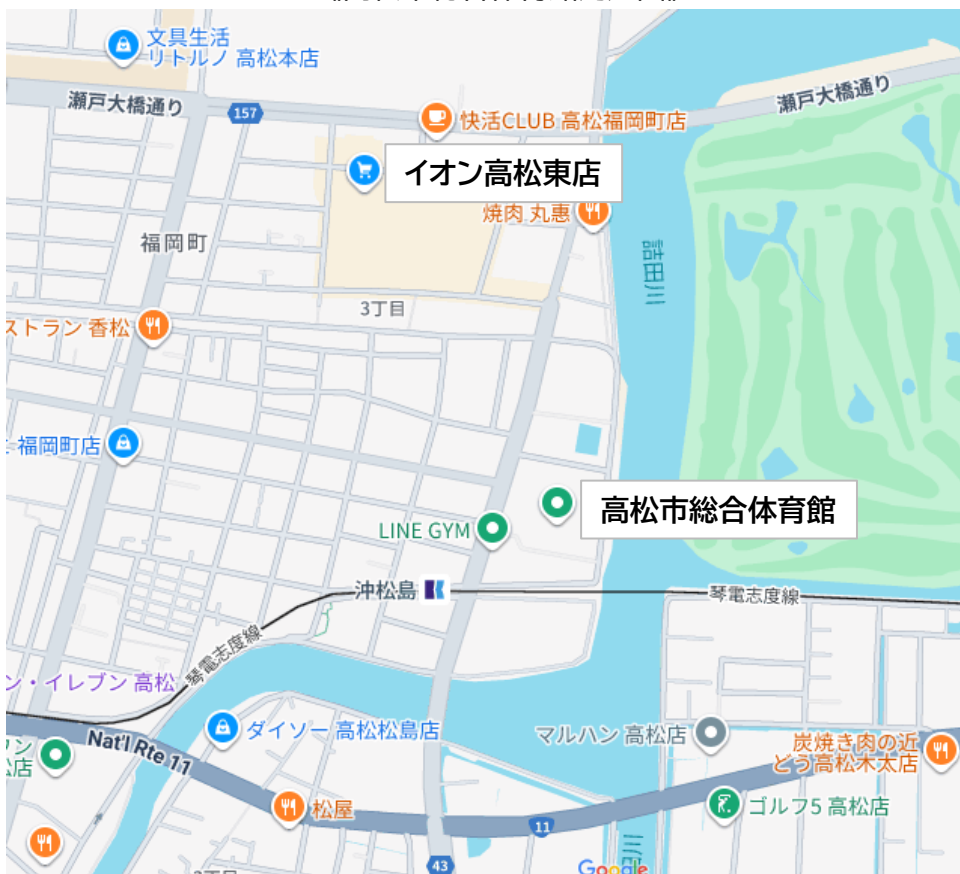 文具生活
リトルノ 高松本店
瀬戸大橋通り
157
快活CLUB 高松福岡町店
瀬戸大橋通り
イオン高松東店
焼肉 丸惠
福岡町
詰田川
3丁目
ストラン 香松
福岡町店
高松市総合体育館
LINE GYM
沖松島
琴電志度線
琴電志度線
ン・イレブン 高松
ダイソー 高松松島店
マルハン 高松店
Nat'l Rte 11
炭焼き肉の近
どう高松木太店
松屋
ゴルフ5 高松店
11
43
Google